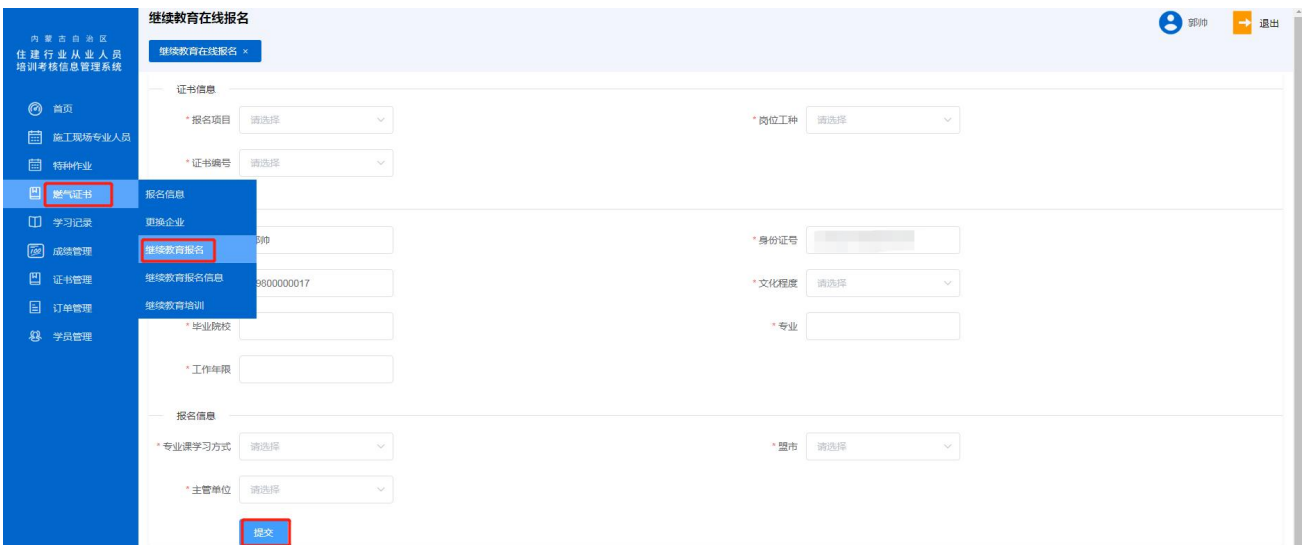 继续教育在线报名
郭帅
退出
内蒙古自治区
住建行业从业人员
培训考核信息管理系统
继续教育在线报名 ×
证书信息
首页
*报名项目 请选择
*岗位工种 请选择
施工现场专业人员
特种作业
*证书编号 请选择
燃气证书
报名信息
学习记录
更换企业
成绩管理
继续教育报名
郭帅
*身份证号
证书管理
继续教育报名信息
9800000017
*文化程度 请选择
订单管理
继续教育培训
学员管理
*毕业院校
*专业
*工作年限
报名信息
*专业课学习方式 请选择
*盟市 请选择
*主管单位 请选择
提交